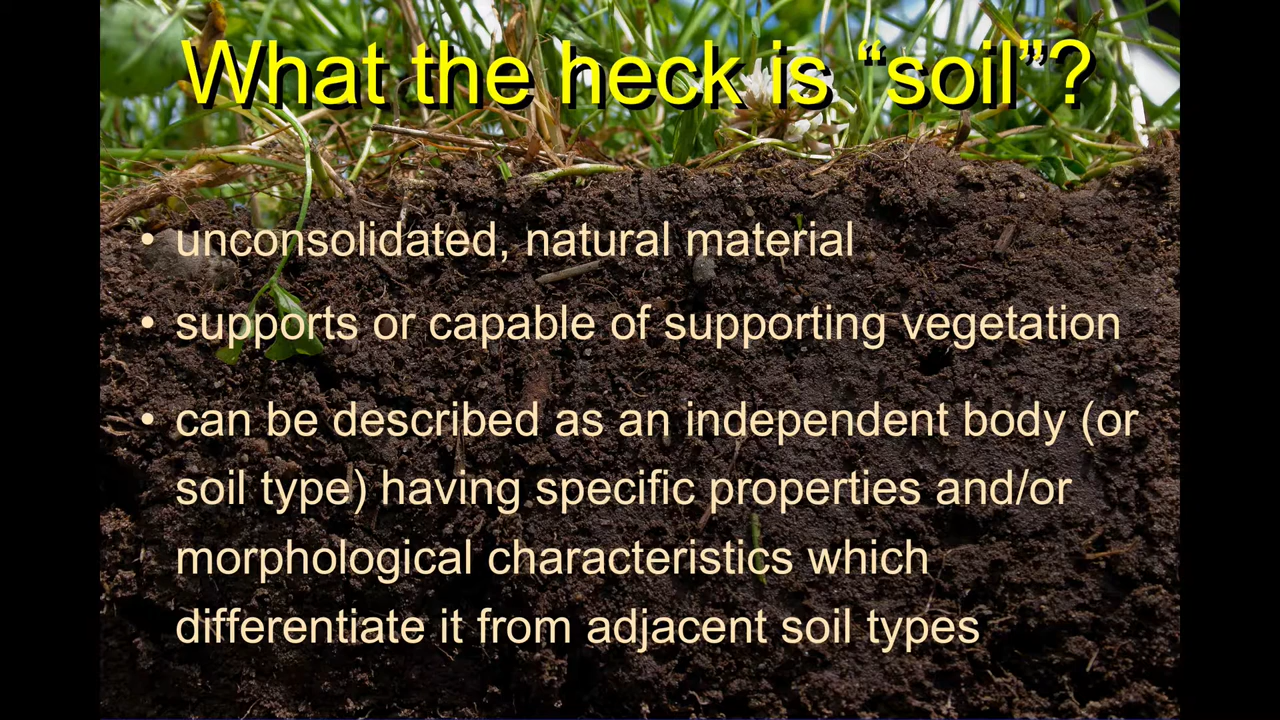 What the heck is “soil”?
• unconsolidated, natural material
• supports or capable of supporting vegetation
• can be described as an independent body (or
soil type) having specific properties and/or
morphological characteristics which
differentiate it from adjacent soil types